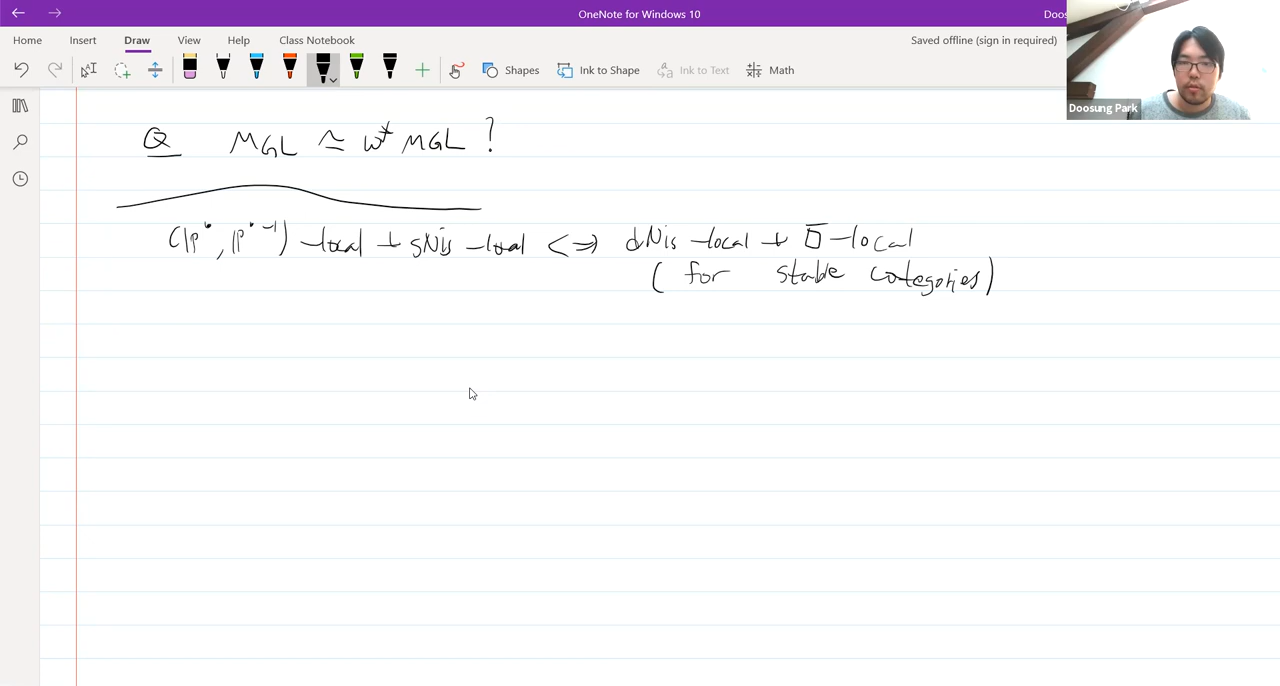 OneNote for Windows 10
Doos
Home Insert Draw View Help Class Notebook
Saved offline (sign in required)
Shapes Ink to Shape Ink to Text Math
Doosung Park
Q MGL ≃ ω* MGL ?
(ℙ^•, ℙ^{•-1}) -local + sNis -local <=> dNis -local + □̅ -local
(for stable categories)